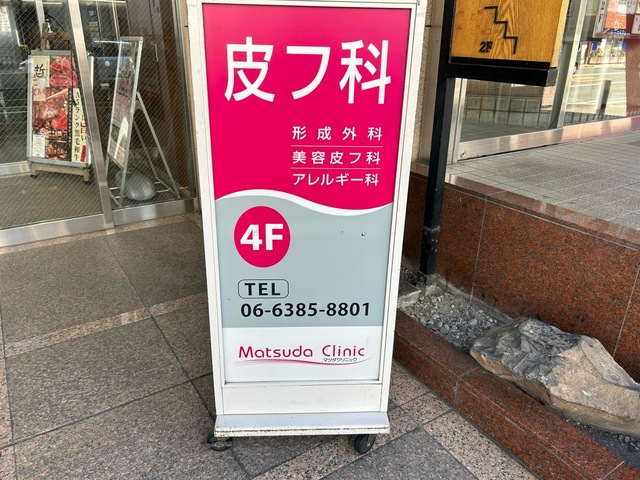 皮フ科
形成外科
美容皮フ科
アレルギー科
4F
TEL
06-6385-8801
Matsuda Clinic
マツダクリニック
2F